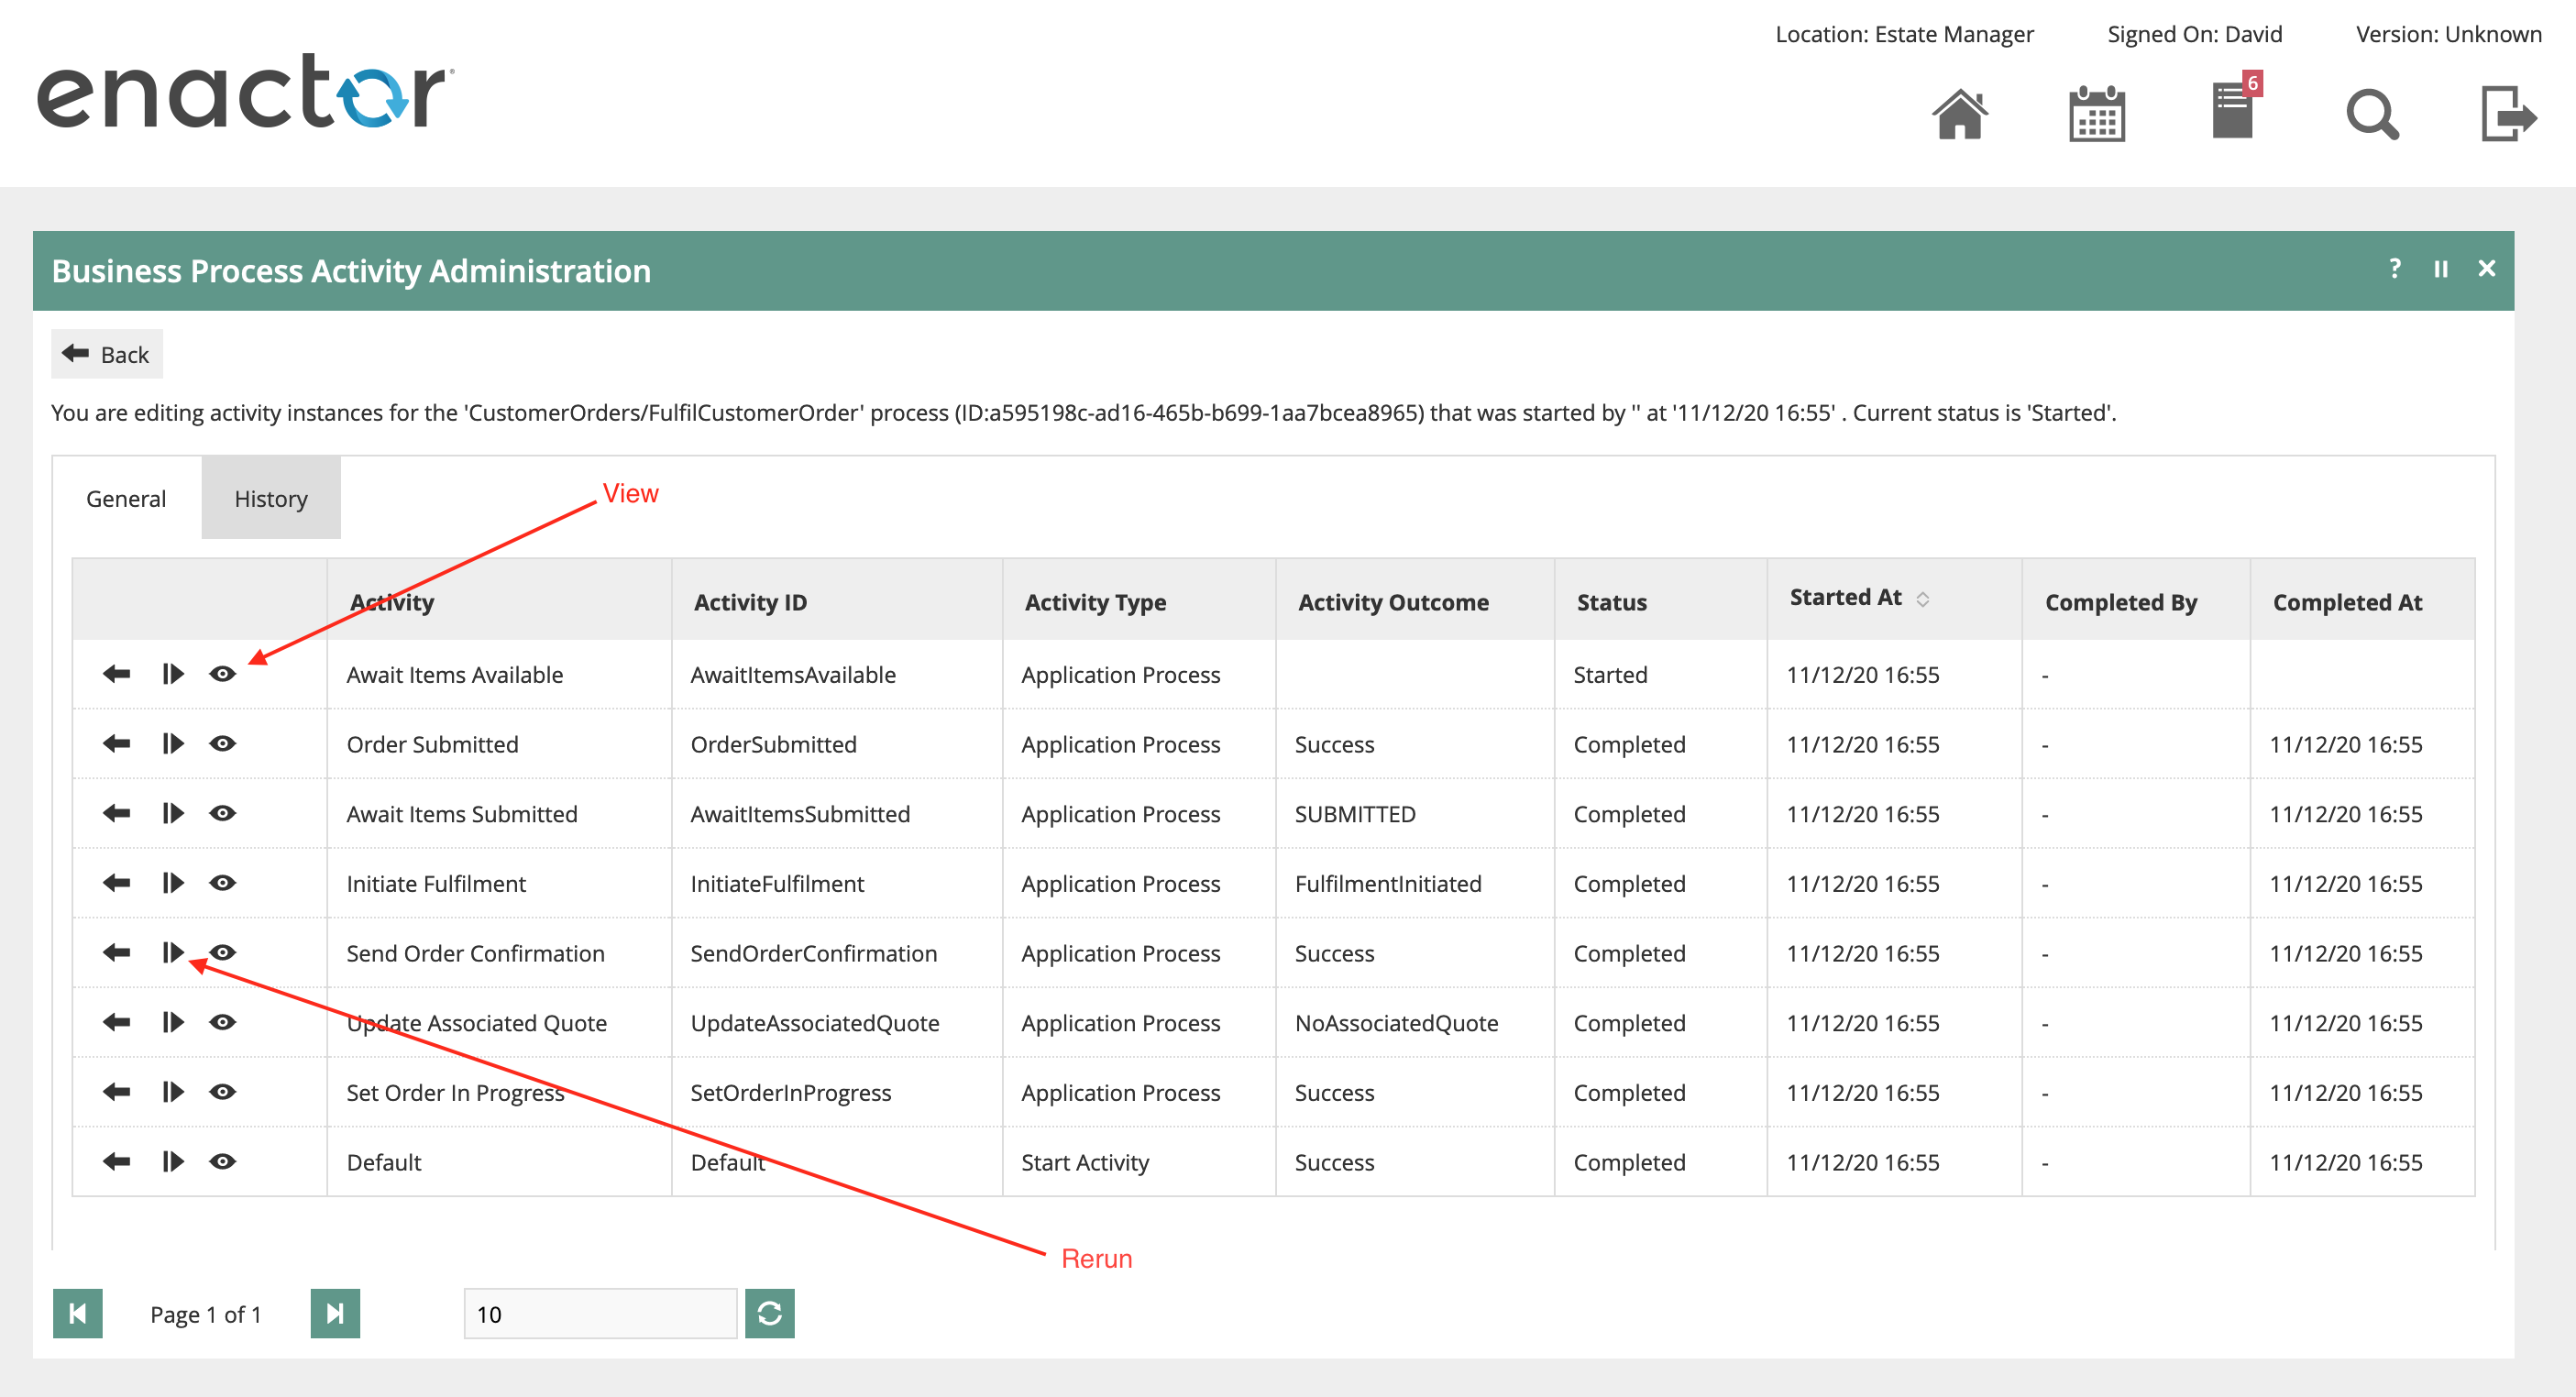 Location: Estate Manager Signed On: David Version: Unknown
enactor
6
Business Process Activity Administration ?
Back
You are editing activity instances for the 'CustomerOrders/FulfilCustomerOrder' process (ID:a595198c-ad16-465b-b699-1aa7bcea8965) that was started by '' at '11/12/20 16:55' . Current status is 'Started'.
General History
View
Activity Activity ID Activity Type Activity Outcome Status Started At Completed By Completed At
Await Items Available AwaitItemsAvailable Application Process Started 11/12/20 16:55 -
Order Submitted OrderSubmitted Application Process Success Completed 11/12/20 16:55 - 11/12/20 16:55
Await Items Submitted AwaitItemsSubmitted Application Process SUBMITTED Completed 11/12/20 16:55 - 11/12/20 16:55
Initiate Fulfilment InitiateFulfilment Application Process FulfilmentInitiated Completed 11/12/20 16:55 - 11/12/20 16:55
Send Order Confirmation SendOrderConfirmation Application Process Success Completed 11/12/20 16:55 - 11/12/20 16:55
Update Associated Quote UpdateAssociatedQuote Application Process NoAssociatedQuote Completed 11/12/20 16:55 - 11/12/20 16:55
Set Order In Progress SetOrderInProgress Application Process Success Completed 11/12/20 16:55 - 11/12/20 16:55
Default Default Start Activity Success Completed 11/12/20 16:55 - 11/12/20 16:55
Rerun
Page 1 of 1 10